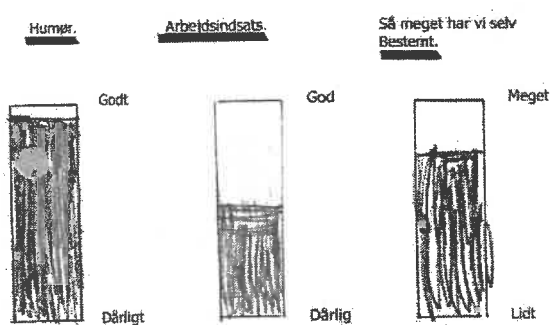 Humør.
Arbejdsindsats.
Så meget har vi selv
Bestemt.
Godt
God
Meget
Dårligt
Dårlig
Lidt